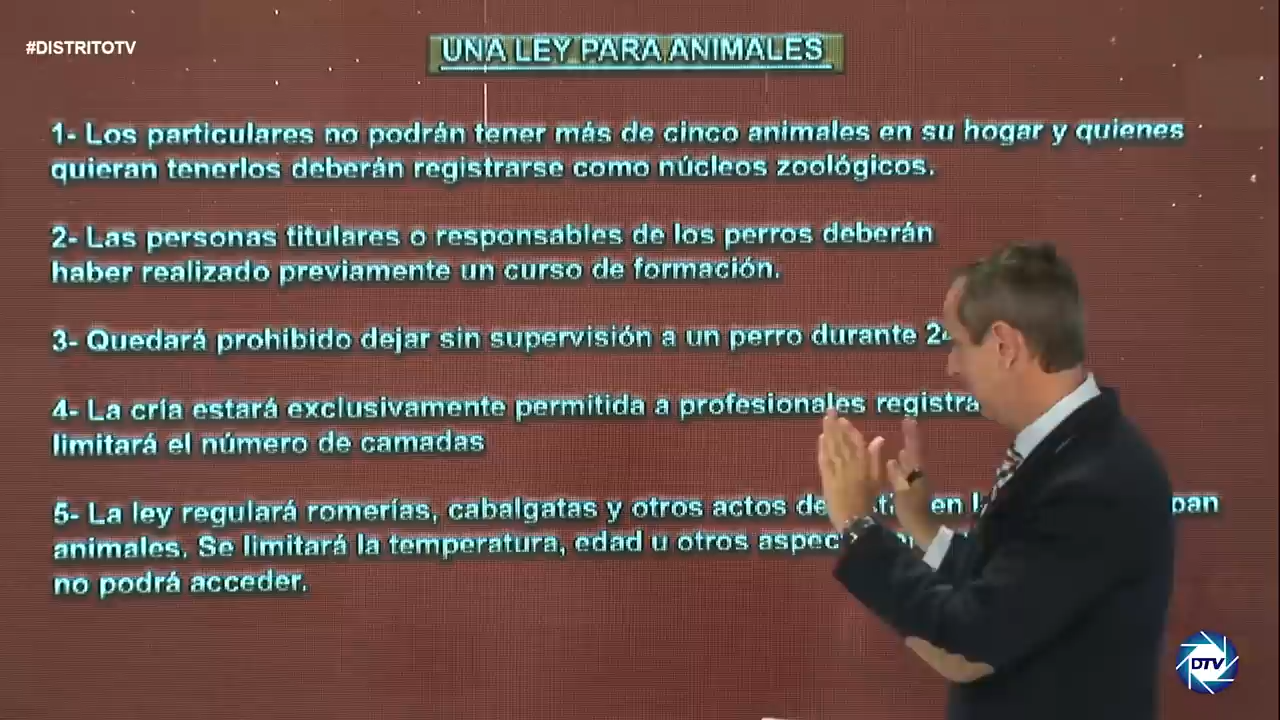 #DISTRITOTV
UNA LEY PARA ANIMALES
1- Los particulares no podrán tener más de cinco animales en su hogar y quienes
quieran tenerlos deberán registrarse como núcleos zoológicos.
2- Las personas titulares o responsables de los perros deberán
haber realizado previamente un curso de formación.
3- Quedará prohibido dejar sin supervisión a un perro durante
4- La cría estará exclusivamente permitida a profesionales
limitará el número de camadas
5- La ley regulará romerías, cabalgatas y otros actos en
animales. Se limitará la temperatura, edad u otros
no podrá acceder.
DTV